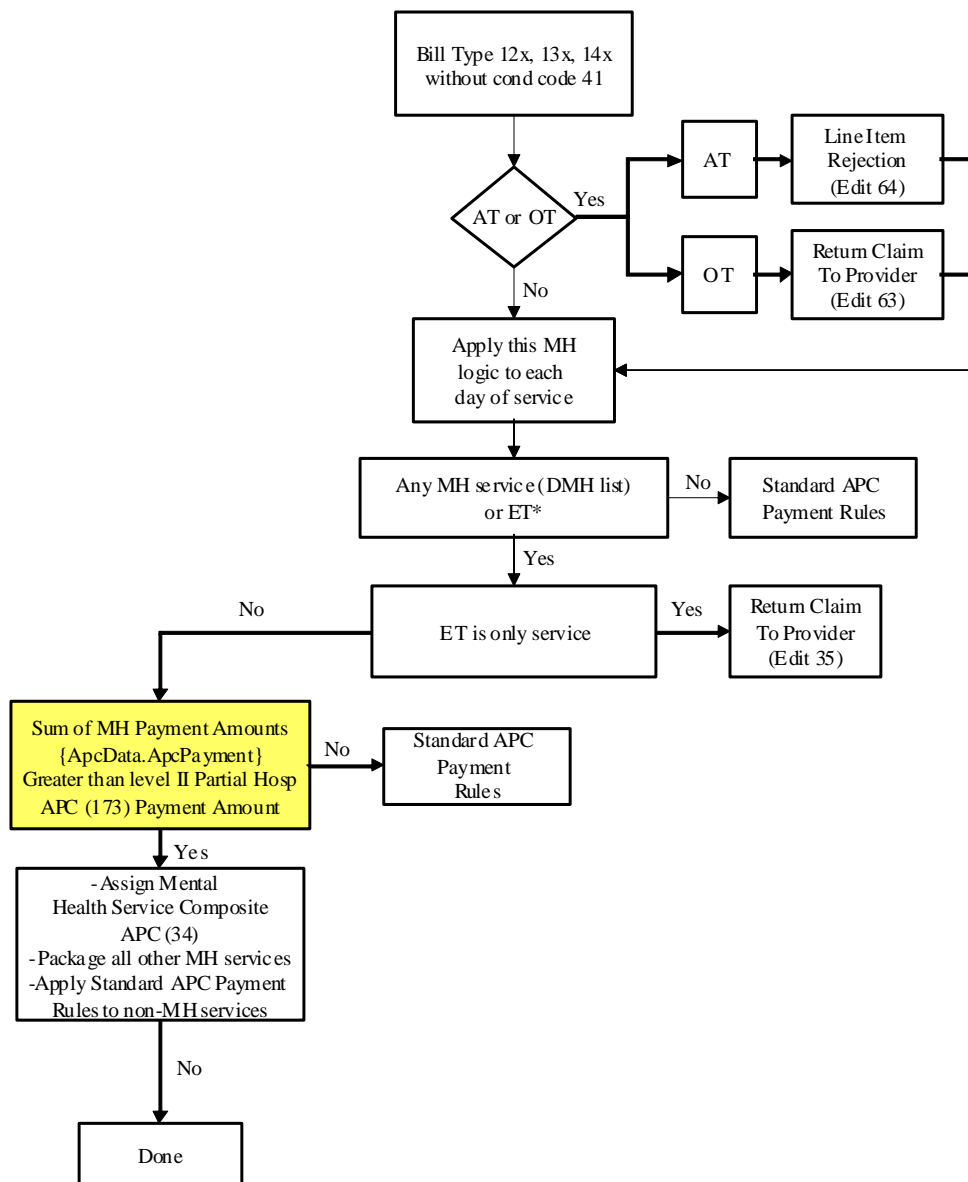 Bill Type 12x, 13x, 14x
without cond code 41
AT or OT
Yes
AT
Line Item
Rejection
(Edit 64)
OT
Return Claim
To Provider
(Edit 63)
No
Apply this MH
logic to each
day of service
Any MH service (DMH list)
or ET*
No
Standard APC
Payment Rules
Yes
ET is only service
No
Yes
Return Claim
To Provider
(Edit 35)
Sum of MH Payment Amounts
{ApcData.ApcPayment}
Greater than level II Partial Hosp
APC (173) Payment Amount
No
Standard APC
Payment
Rules
Yes
-Assign Mental
Health Service Composite
APC (34)
-Package all other MH services
-Apply Standard APC Payment
Rules to non-MH services
No
Done